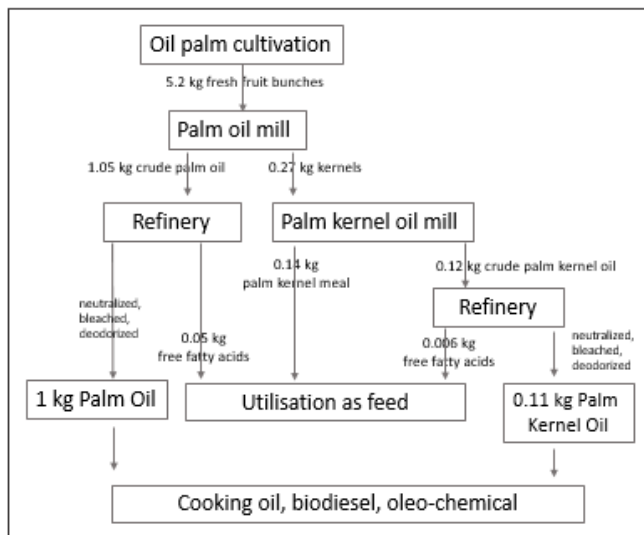 Oil palm cultivation
5.2 kg fresh fruit bunches
Palm oil mill
1.05 kg crude palm oil
0.27 kg kernels
Refinery
Palm kernel oil mill
0.14 kg
palm kernel meal
0.12 kg crude palm kernel oil
Refinery
neutralized,
bleached,
deodorized
0.05 kg
free fatty acids
0.006 kg
free fatty acids
neutralized,
bleached,
deodorized
1 kg Palm Oil
Utilisation as feed
0.11 kg Palm
Kernel Oil
Cooking oil, biodiesel, oleo-chemical